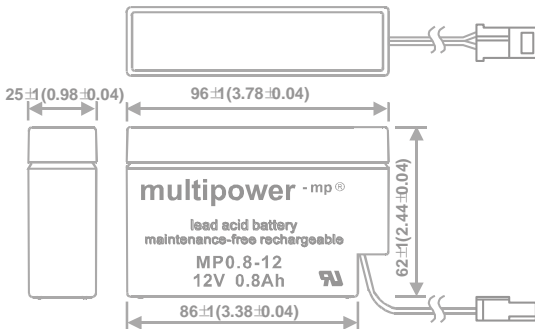 25±1(0.98±0.04)
96±1(3.78±0.04)
multipower -mp®
lead acid battery
maintenance-free rechargeable
MP0.8-12
12V 0.8Ah
62±1(2.44±0.04)
86±1(3.38±0.04)